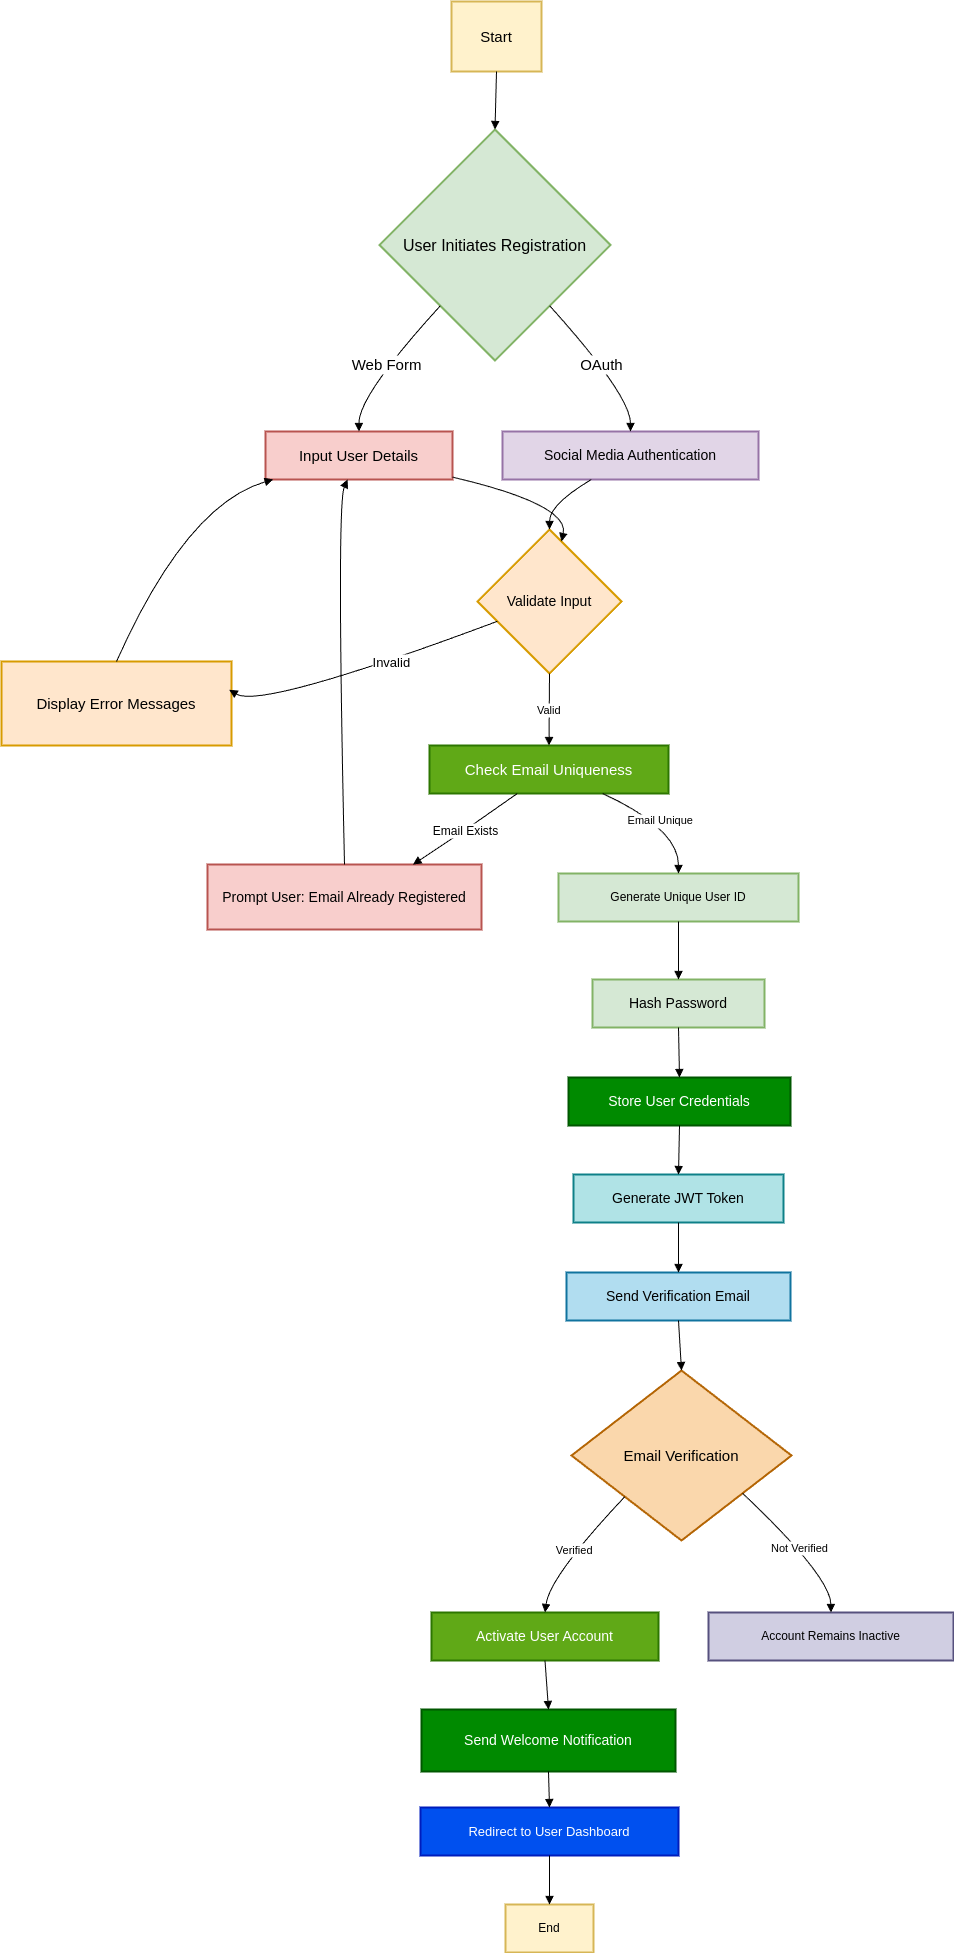 Start
User Initiates Registration
Web Form
OAuth
Input User Details
Social Media Authentication
Validate Input
Invalid
Display Error Messages
Valid
Check Email Uniqueness
Email Exists
Email Unique
Prompt User: Email Already Registered
Generate Unique User ID
Hash Password
Store User Credentials
Generate JWT Token
Send Verification Email
Email Verification
Verified
Not Verified
Activate User Account
Account Remains Inactive
Send Welcome Notification
Redirect to User Dashboard
End